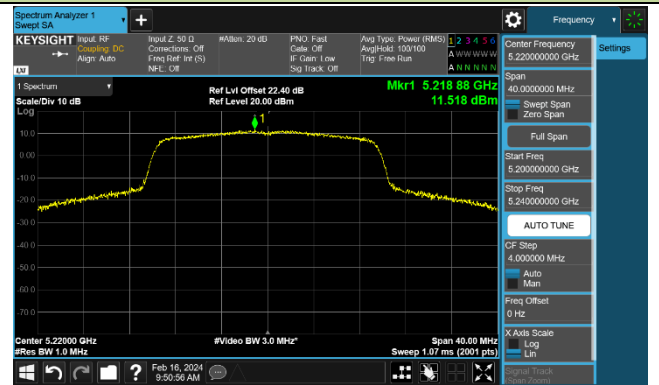 Spectrum Analyzer 1
Swept SA
Frequency
KEYSIGHT
Input: RF
Coupling: DC
Align: Auto
Input Z: 50 Ω
Corrections: Off
Freq Ref: Int (S)
NFE: Off
#Atten: 20 dB
PNO: Fast
Gate: Off
IF Gain: Low
Sig Track: Off
Avg Type: Power (RMS)
Avg|Hold: 100/100
Trig: Free Run
1 2 3 4 5 6
A W W W W W
A N N N N N
LXI
1 Spectrum
Scale/Div 10 dB
Log
Ref Lvl Offset 22.40 dB
Ref Level 20.00 dBm
Mkr1 5.218 88 GHz
11.518 dBm
1
10.0
0.00
-10.0
-20.0
-30.0
-40.0
-50.0
-60.0
-70.0
Center 5.22000 GHz
#Res BW 1.0 MHz
#Video BW 3.0 MHz*
Span 40.00 MHz
Sweep 1.07 ms (2001 pts)
Center Frequency
5.220000000 GHz
Settings
Span
40.0000000 MHz
Swept Span
Zero Span
Full Span
Start Freq
5.200000000 GHz
Stop Freq
5.240000000 GHz
AUTO TUNE
CF Step
4.000000 MHz
Auto
Man
Freq Offset
0 Hz
X Axis Scale
Log
Lin
Signal Track
(Span Zoom)
Feb 16, 2024
9:50:56 AM